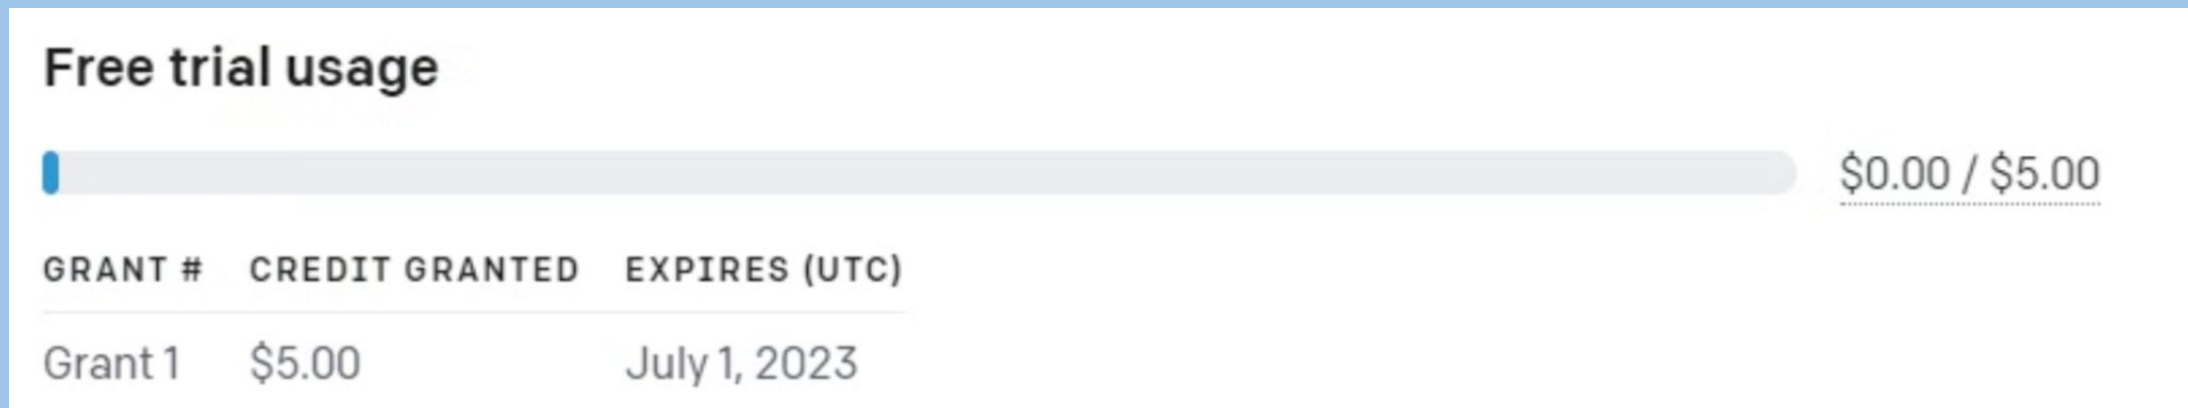 Free trial usage
$0.00 / $5.00
GRANT # CREDIT GRANTED EXPIRES (UTC)
Grant 1 $5.00 July 1, 2023